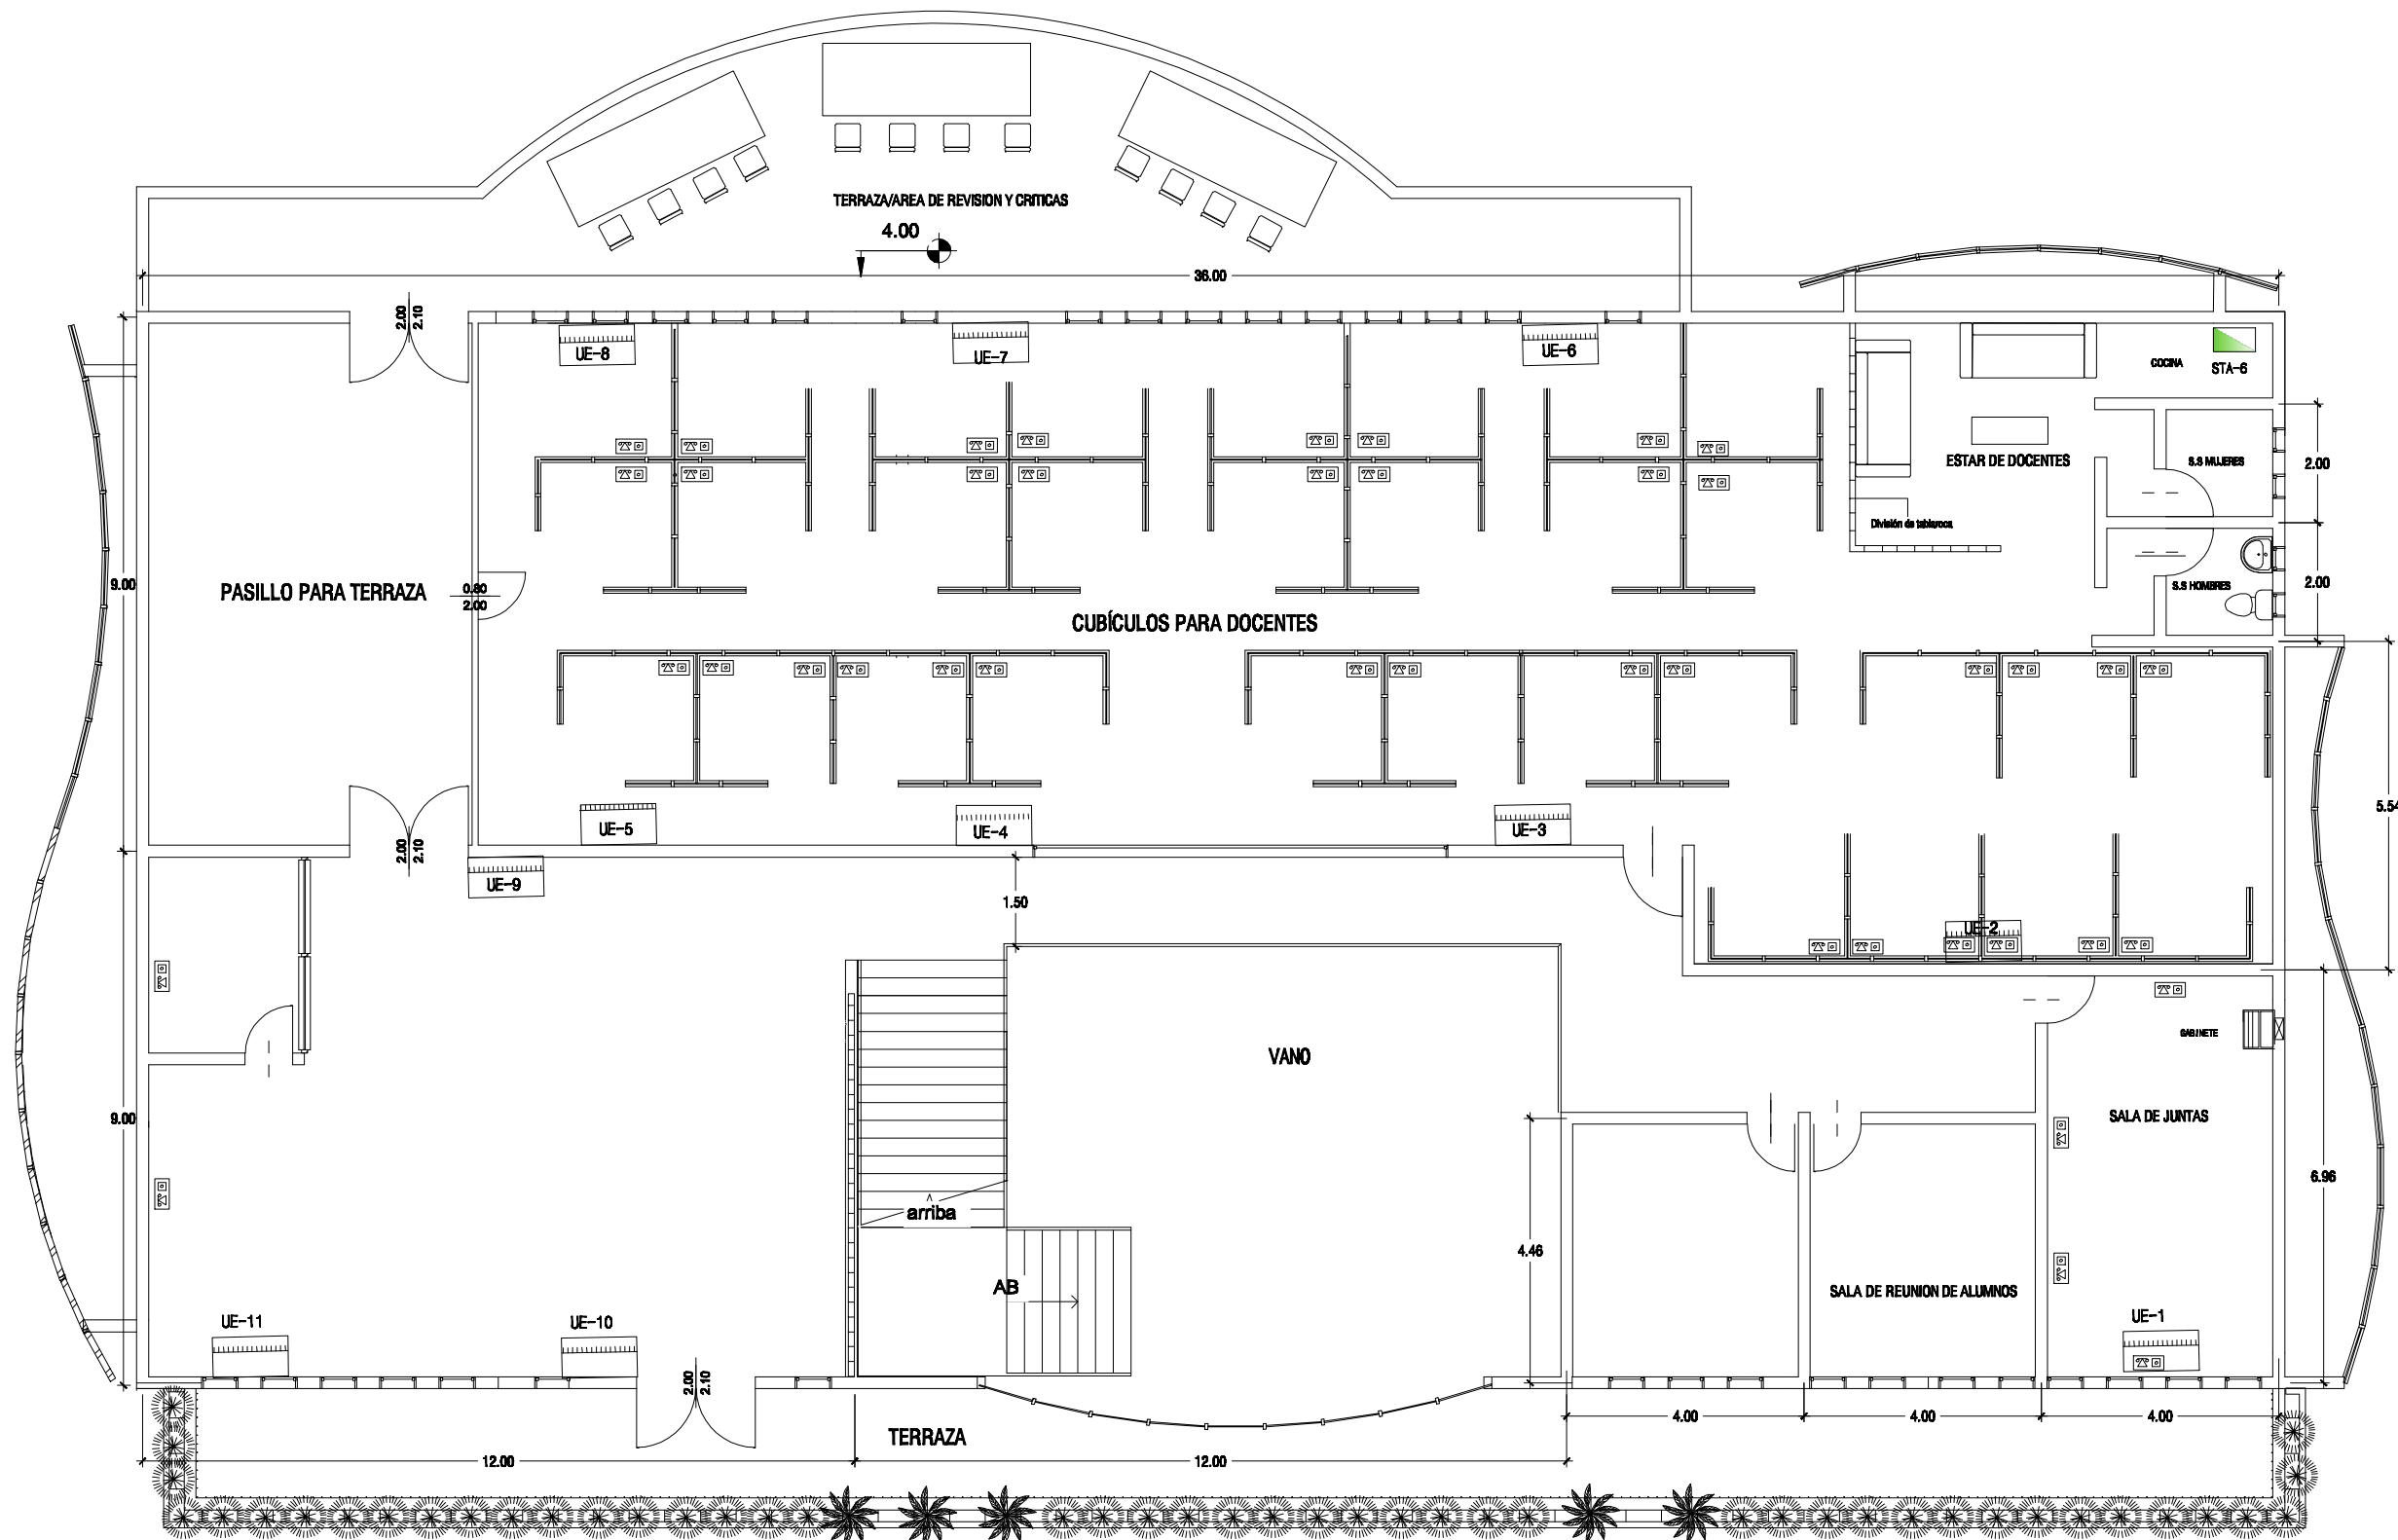 TERRAZA/AREA DE REVISION Y CRITICAS
4.00
36.00
2.00
2.10
UE-8
UE-7
UE-6
COCINA
STA-6
ESTAR DE DOCENTES
S.S MUJERES
2.00
División de tablaroca
9.00
PASILLO PARA TERRAZA
0.80
2.00
S.S HOMBRES
2.00
CUBÍCULOS PARA DOCENTES
5.54
UE-5
UE-4
UE-3
2.00
2.10
UE-9
1.50
UE-2
GABINETE
VANO
9.00
SALA DE JUNTAS
6.96
arriba
4.46
AB
SALA DE REUNION DE ALUMNOS
UE-11
UE-10
UE-1
2.00
2.10
4.00
4.00
4.00
TERRAZA
12.00
12.00